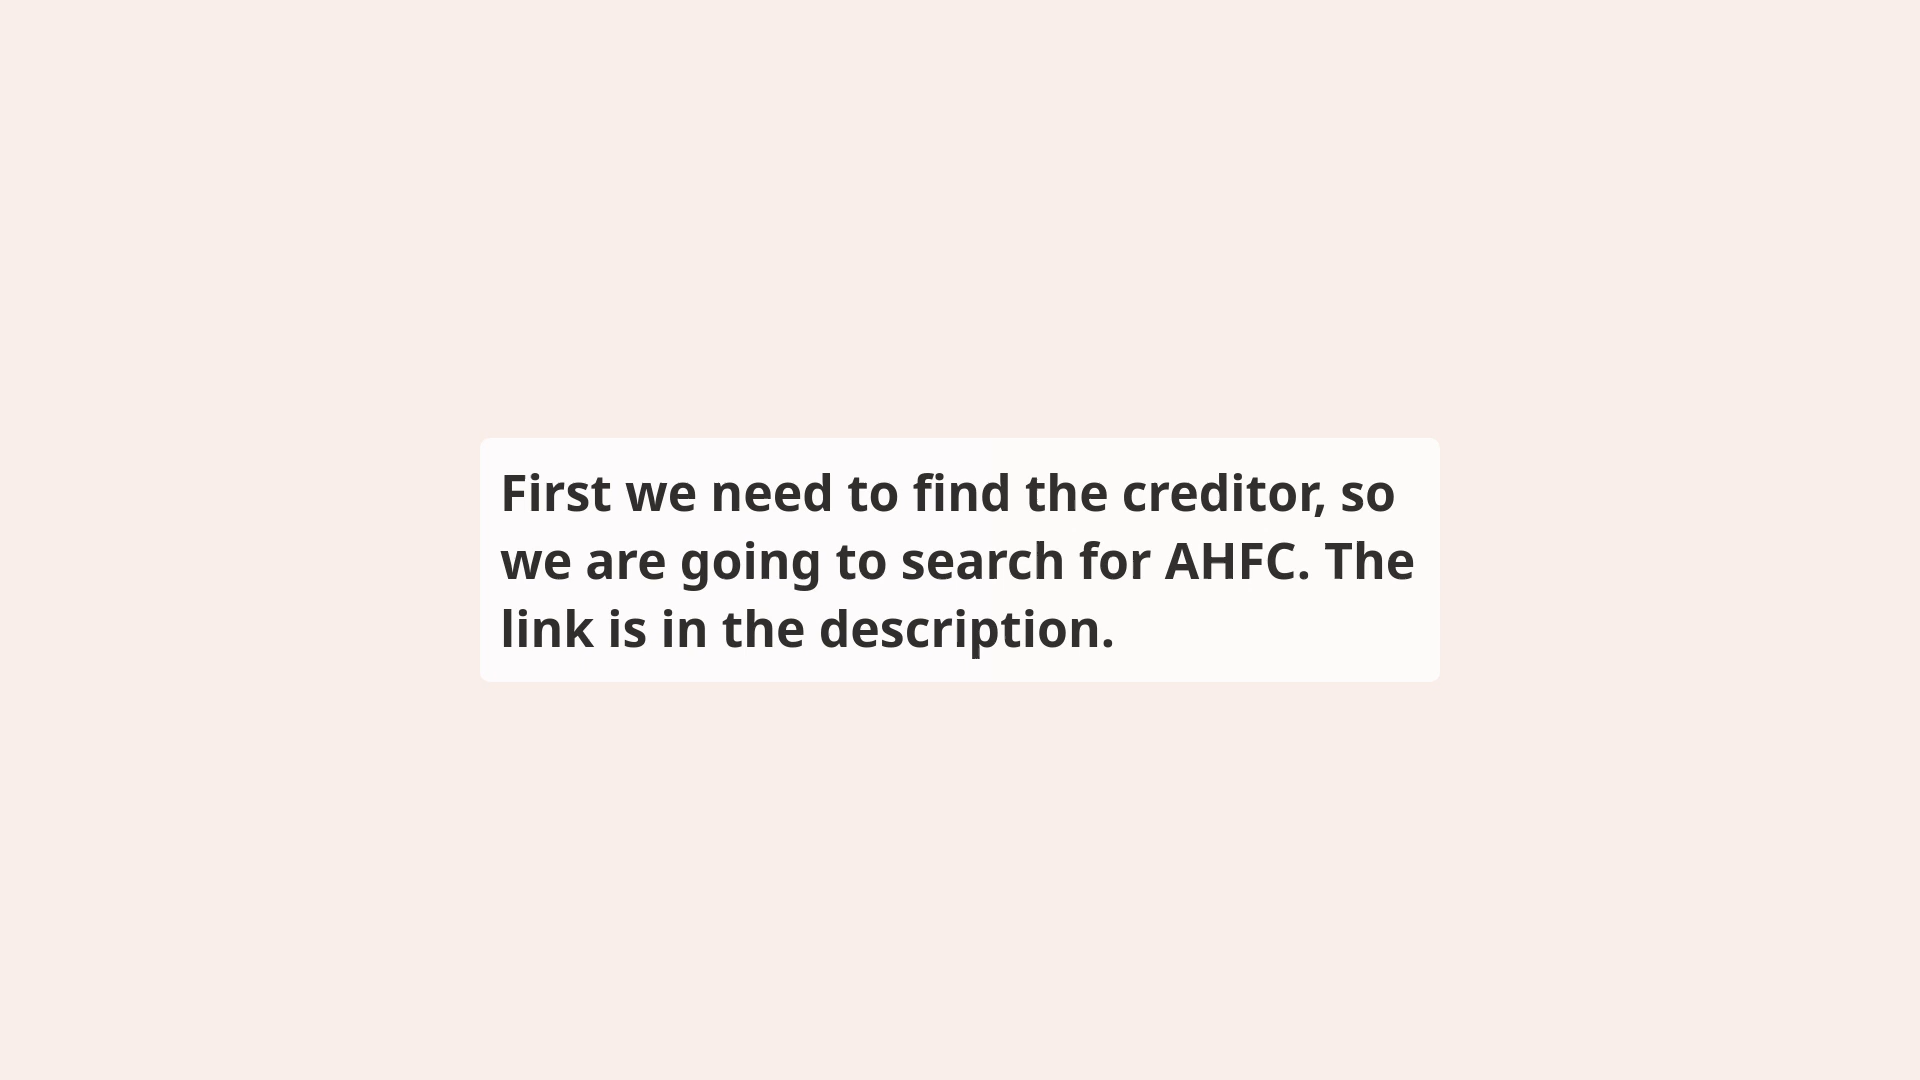 First we need to find the creditor, so
we are going to search for AHFC. The
link is in the description.